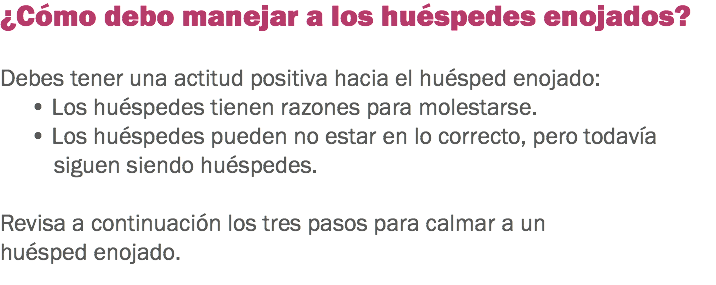 ¿Cómo debo manejar a los huéspedes enojados?
Debes tener una actitud positiva hacia el huésped enojado:
• Los huéspedes tienen razones para molestarse.
• Los huéspedes pueden no estar en lo correcto, pero todavía
siguen siendo huéspedes.
Revisa a continuación los tres pasos para calmar a un
huésped enojado.